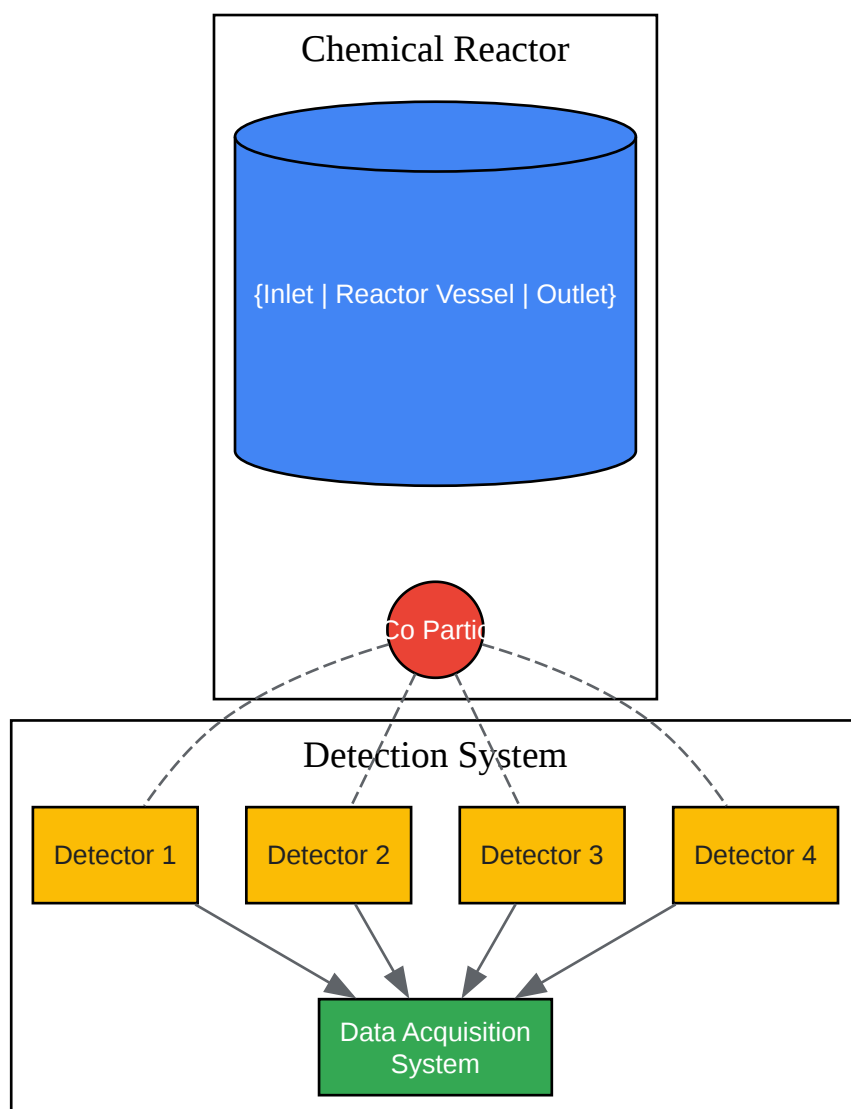 Chemical Reactor
{Inlet | Reactor Vessel | Outlet}
Co Partic
Detection System
Detector 1
Detector 2
Detector 3
Detector 4
Data Acquisition
System